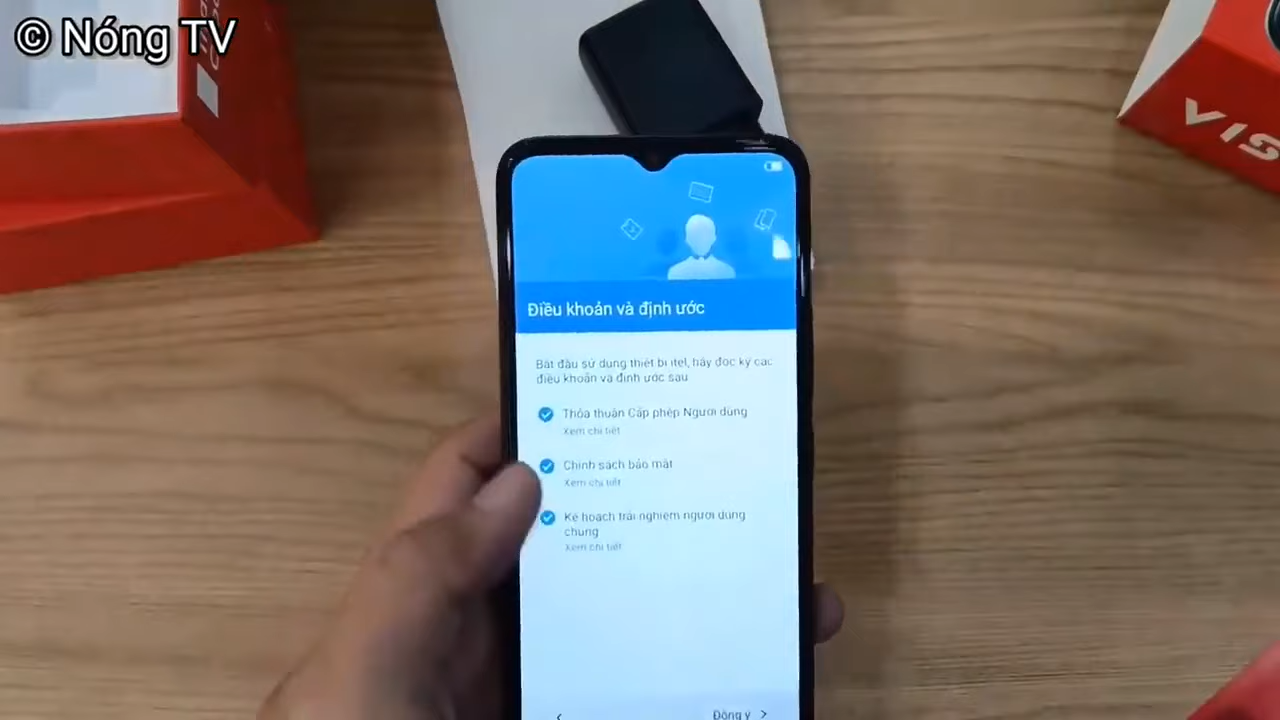 © Nóng TV
VIS
Điều khoản và định ước
Bắt đầu sử dụng thiết bị itel, hãy đọc kỹ các
điều khoản và định ước sau
Thỏa thuận Cấp phép Người dùng
Xem chi tiết
Chính sách bảo mật
Xem chi tiết
Kế hoạch trải nghiệm người dùng
chung
Xem chi tiết
Đồng ý